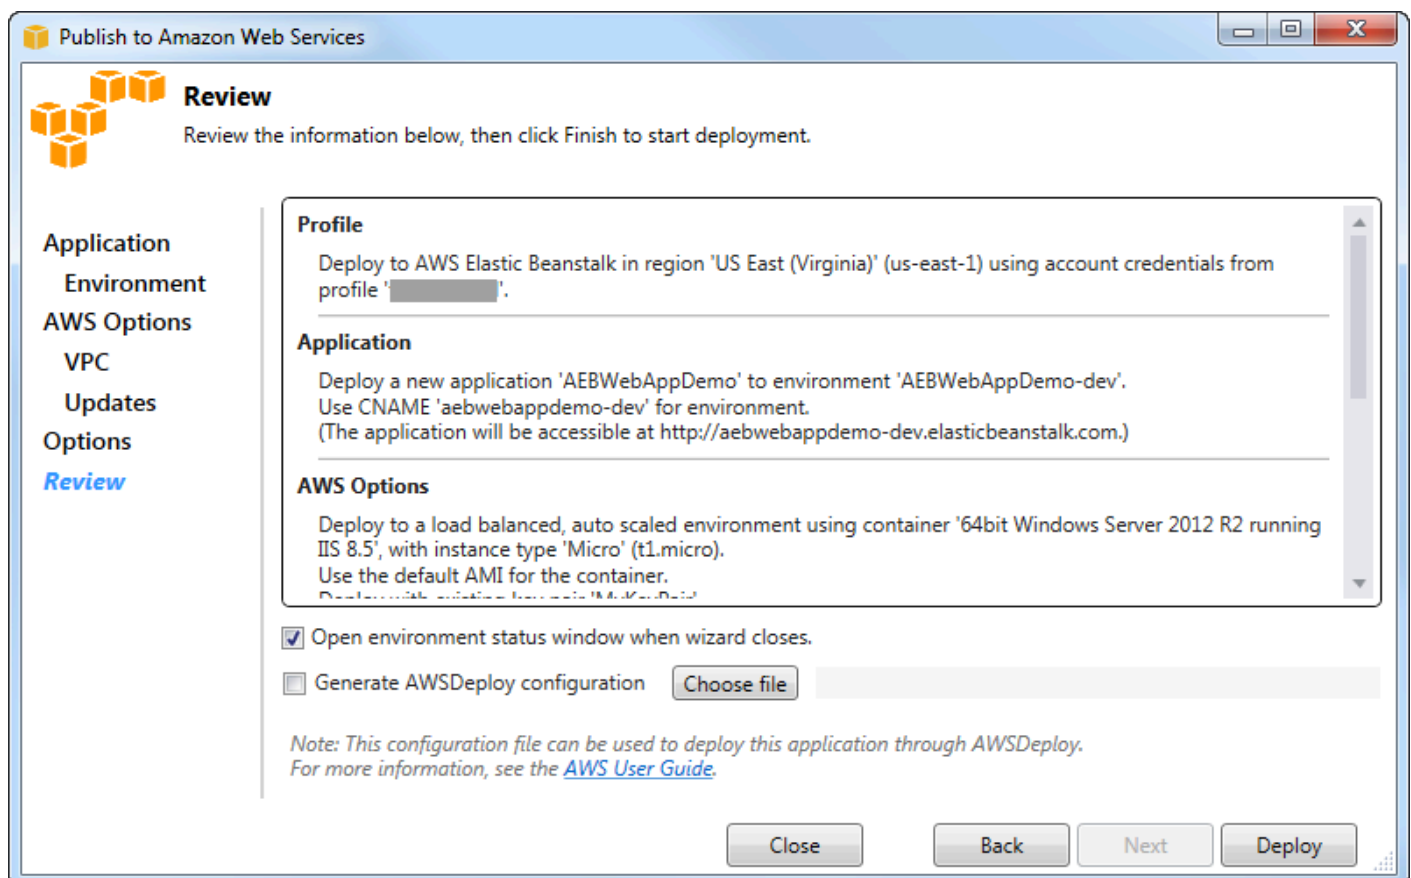 Publish to Amazon Web Services
Review
Review the information below, then click Finish to start deployment.
Application
Environment
AWS Options
VPC
Updates
Options
Review
Profile
Deploy to AWS Elastic Beanstalk in region 'US East (Virginia)' (us-east-1) using account credentials from
profile ' '.
Application
Deploy a new application 'AEBWebAppDemo' to environment 'AEBWebAppDemo-dev'.
Use CNAME 'aebwebappdemo-dev' for environment.
(The application will be accessible at http://aebwebappdemo-dev.elasticbeanstalk.com.)
AWS Options
Deploy to a load balanced, auto scaled environment using container '64bit Windows Server 2012 R2 running
IIS 8.5', with instance type 'Micro' (t1.micro).
Use the default AMI for the container.
Deploy with existing key pair 'MyKeyPair'
Open environment status window when wizard closes.
Generate AWSDeploy configuration Choose file
Note: This configuration file can be used to deploy this application through AWSDeploy.
For more information, see the AWS User Guide.
Close Back Next Deploy